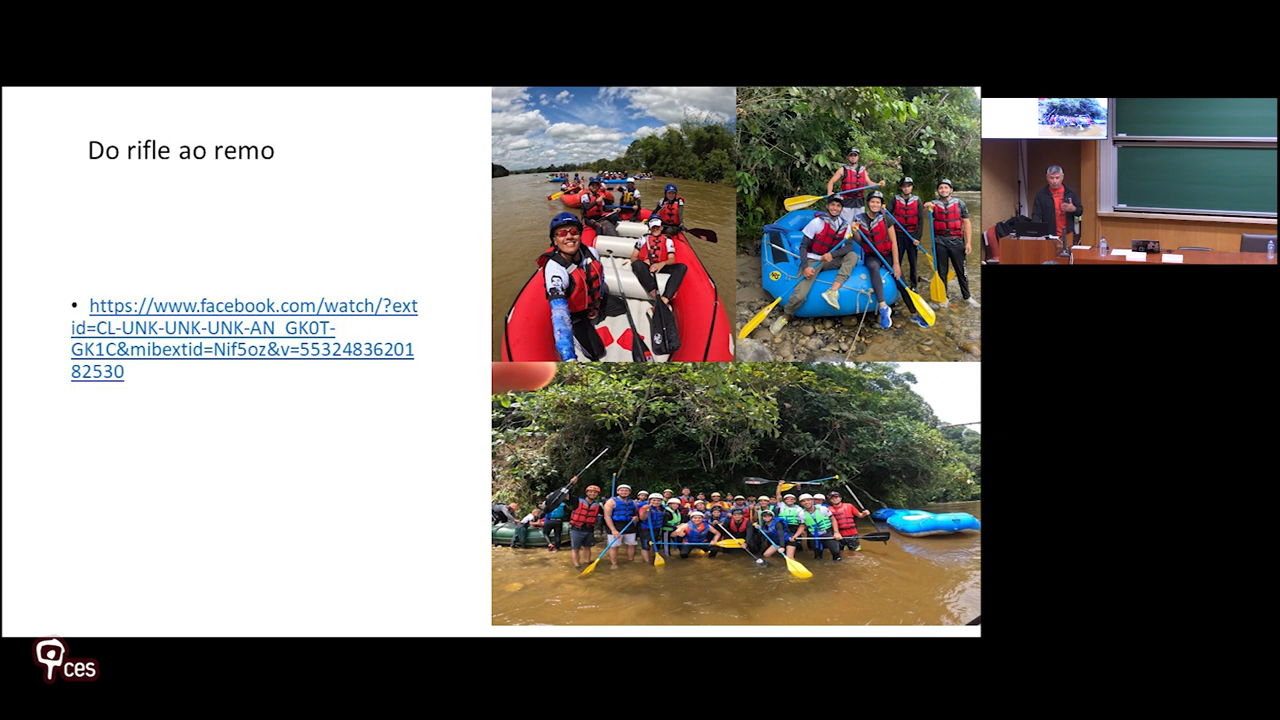 Do rifle ao remo
• https://www.facebook.com/watch/?ext
id=CL-UNK-UNK-UNK-AN_GK0T-
GK1C&mibextid=Nif5oz&v=55324836201
82530
ces